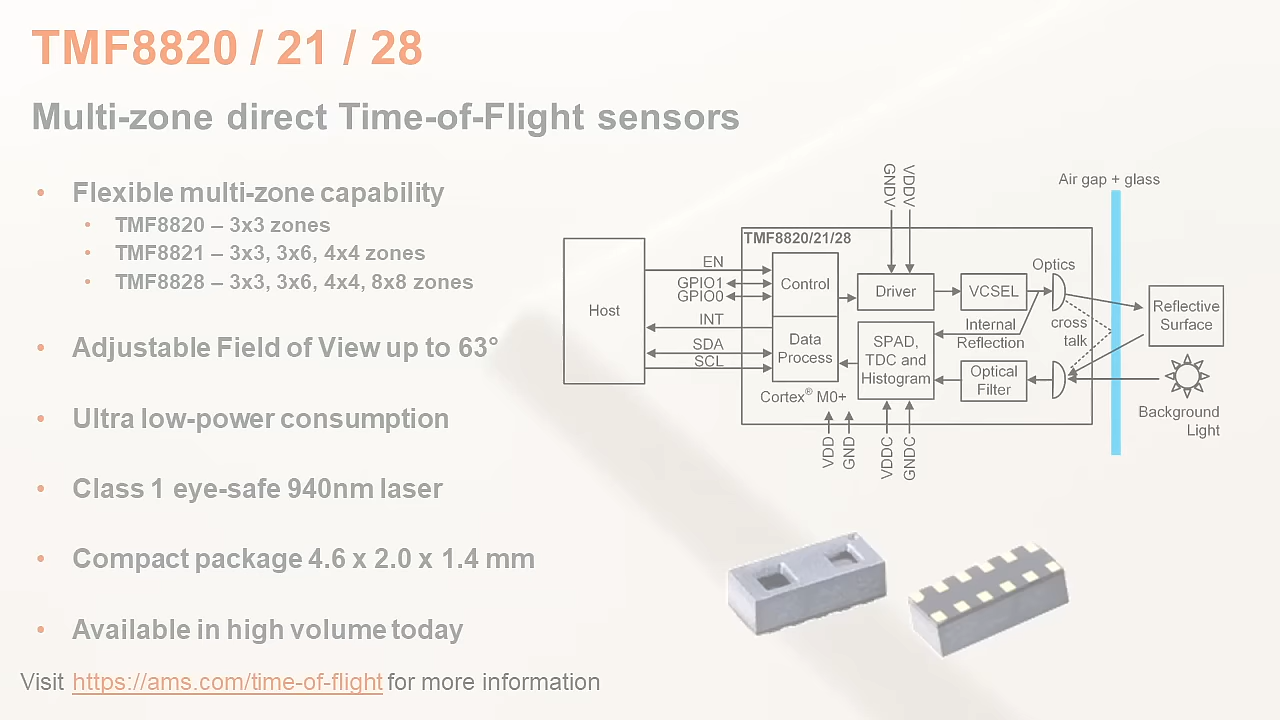 TMF8820 / 21 / 28
Multi-zone direct Time-of-Flight sensors
• Flexible multi-zone capability
• TMF8820 – 3x3 zones
• TMF8821 – 3x3, 3x6, 4x4 zones
• TMF8828 – 3x3, 3x6, 4x4, 8x8 zones
• Adjustable Field of View up to 63°
• Ultra low-power consumption
• Class 1 eye-safe 940nm laser
• Compact package 4.6 x 2.0 x 1.4 mm
• Available in high volume today
Visit https://ams.com/time-of-flight for more information
GNDV
VDDV
Air gap + glass
TMF8820/21/28
Host
EN
GPIO1
GPIO0
INT
SDA
SCL
Control
Data
Process
Cortex® M0+
Driver
VCSEL
Optics
SPAD,
TDC and
Histogram
Internal
Reflection
cross
talk
Optical
Filter
Reflective
Surface
Background
Light
VDD
GND
VDDC
GNDC